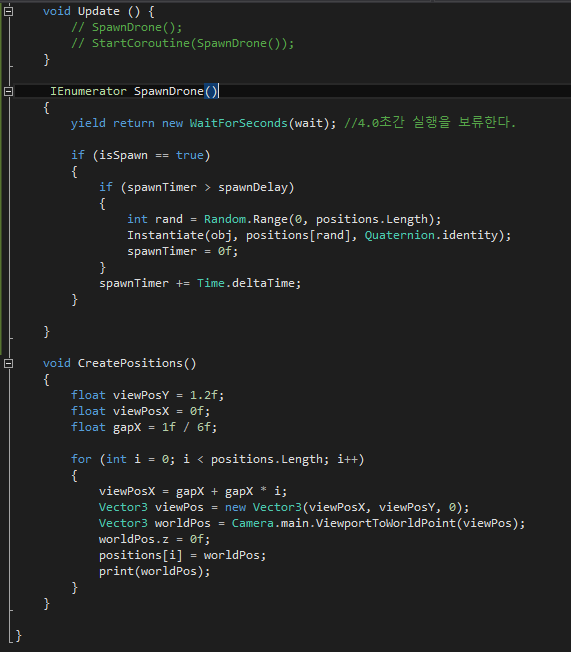 void Update () {
// SpawnDrone();
// StartCoroutine(SpawnDrone());
}
IEnumerator SpawnDrone()
{
yield return new WaitForSeconds(wait); //4.0초간 실행을 보류한다.
if (isSpawn == true)
{
if (spawnTimer > spawnDelay)
{
int rand = Random.Range(0, positions.Length);
Instantiate(obj, positions[rand], Quaternion.identity);
spawnTimer = 0f;
}
spawnTimer += Time.deltaTime;
}
}
void CreatePositions()
{
float viewPosY = 1.2f;
float viewPosX = 0f;
float gapX = 1f / 6f;
for (int i = 0; i < positions.Length; i++)
{
viewPosX = gapX + gapX * i;
Vector3 viewPos = new Vector3(viewPosX, viewPosY, 0);
Vector3 worldPos = Camera.main.ViewportToWorldPoint(viewPos);
worldPos.z = 0f;
positions[i] = worldPos;
print(worldPos);
}
}
}